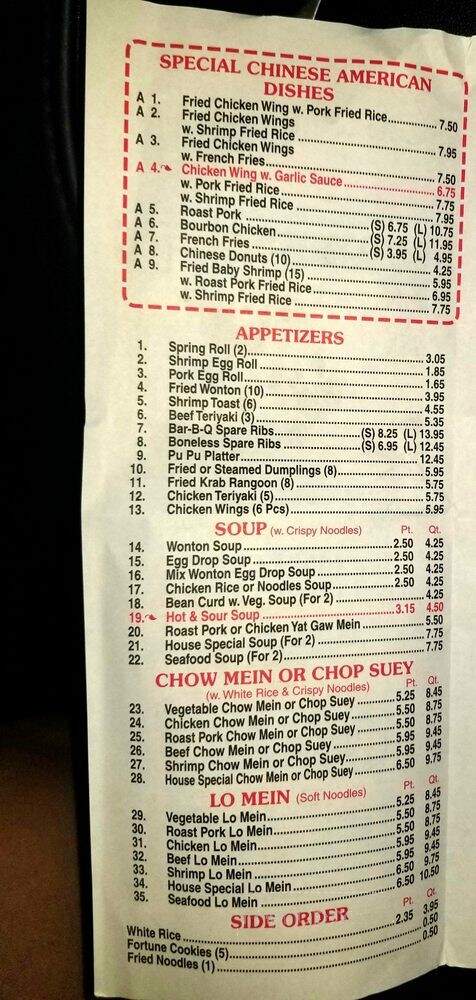 SPECIAL CHINESE AMERICAN
DISHES
A 1. Fried Chicken Wing w. Pork Fried Rice 7.50
A 2. Fried Chicken Wings
w. Shrimp Fried Rice 7.95
A 3. Fried Chicken Wings
w. French Fries 7.50
A 4. Chicken Wing w. Garlic Sauce 6.75
w. Pork Fried Rice 7.75
w. Shrimp Fried Rice 7.95
A 5. Roast Pork (S) 6.75 (L) 10.75
A 6. Bourbon Chicken (S) 7.25 (L) 11.95
A 7. French Fries (S) 3.95 (L) 4.95
A 8. Chinese Donuts (10) 4.25
A 9. Fried Baby Shrimp (15) 5.95
w. Roast Pork Fried Rice 6.95
w. Shrimp Fried Rice 7.75
APPETIZERS
1. Spring Roll (2) 3.05
2. Shrimp Egg Roll 1.85
3. Pork Egg Roll 1.65
4. Fried Wonton (10) 3.95
5. Shrimp Toast (6) 4.55
6. Beef Teriyaki (3) 5.35
7. Bar-B-Q Spare Ribs (S) 8.25 (L) 13.95
8. Boneless Spare Ribs (S) 6.95 (L) 12.45
9. Pu Pu Platter 12.45
10. Fried or Steamed Dumplings (8) 5.95
11. Fried Krab Rangoon (8) 5.75
12. Chicken Teriyaki (5) 5.75
13. Chicken Wings (6 Pcs) 5.95
SOUP (w. Crispy Noodles) Pt. Qt.
14. Wonton Soup 2.50 4.25
15. Egg Drop Soup 2.50 4.25
16. Mix Wonton Egg Drop Soup 2.50 4.25
17. Chicken Rice or Noodles Soup 2.50 4.25
18. Bean Curd w. Veg. Soup (For 2) 4.25
19. Hot & Sour Soup 3.15 4.50
20. Roast Pork or Chicken Yat Gaw Mein 5.50
21. House Special Soup (For 2) 7.75
22. Seafood Soup (For 2) 7.75
CHOW MEIN OR CHOP SUEY
(w. White Rice & Crispy Noodles) Pt. Qt.
23. Vegetable Chow Mein or Chop Suey 5.25 8.45
24. Chicken Chow Mein or Chop Suey 5.50 8.75
25. Roast Pork Chow Mein or Chop Suey 5.50 8.75
26. Beef Chow Mein or Chop Suey 5.95 9.45
27. Shrimp Chow Mein or Chop Suey 5.95 9.45
28. House Special Chow Mein or Chop Suey 6.50 9.75
LO MEIN (Soft Noodles) Pt. Qt.
29. Vegetable Lo Mein 5.25 8.45
30. Roast Pork Lo Mein 5.50 8.75
31. Chicken Lo Mein 5.50 8.75
32. Beef Lo Mein 5.95 9.45
33. Shrimp Lo Mein 5.95 9.45
34. House Special Lo Mein 6.50 9.75
35. Seafood Lo Mein 6.50 10.50
SIDE ORDER Pt. Qt.
White Rice 2.35 3.95
Fortune Cookies (5) 0.50
Fried Noodles (1) 0.50